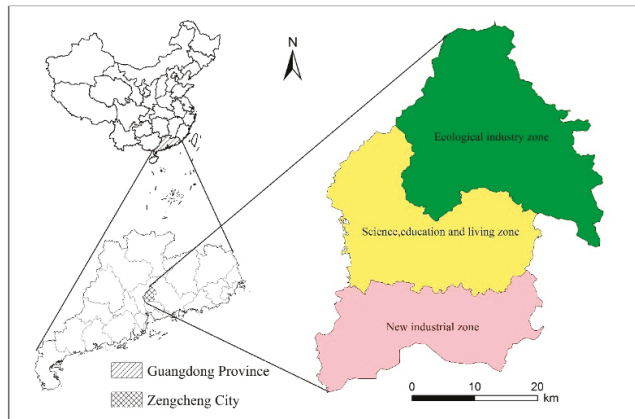 N
Ecological industry zone
Science,education and living zone
New industrial zone
Guangdong Province
Zengcheng City
0 5 10 20
km